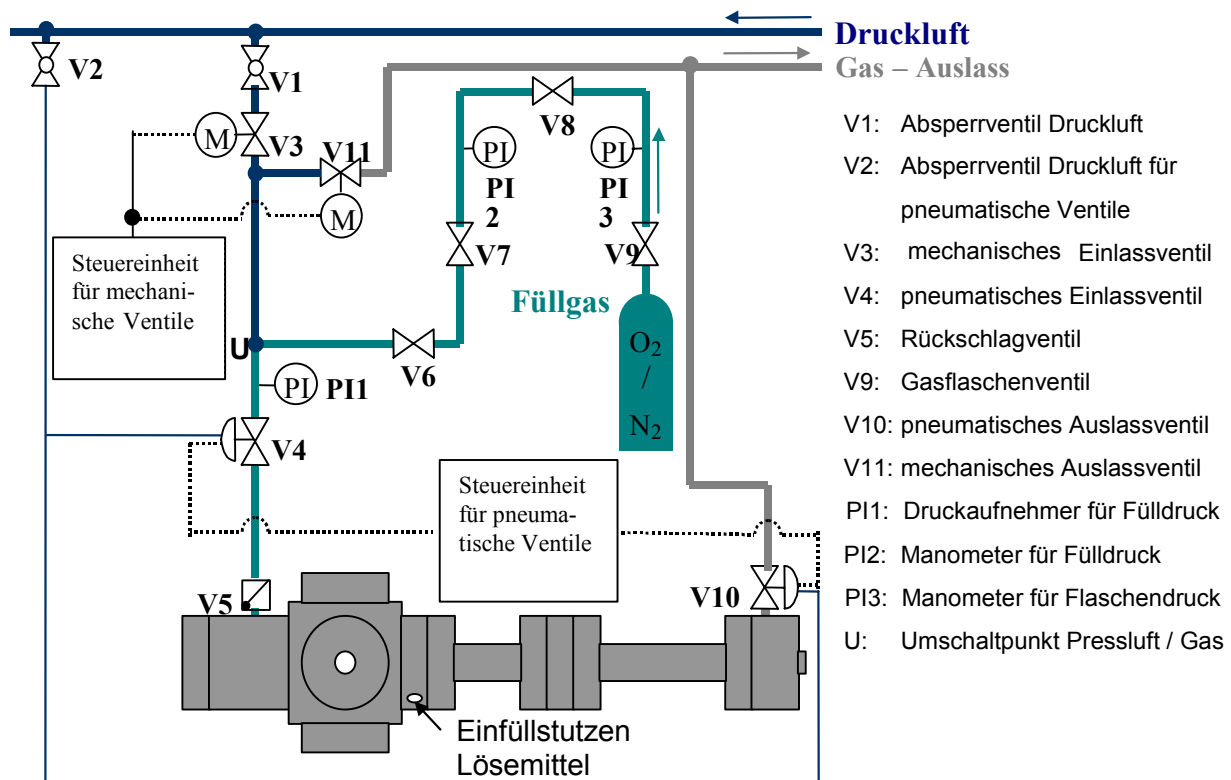 Druckluft
Gas – Auslass
V2
V1
M
V3
V11
M
V8
PI
PI
2
PI
PI
3
V7
V9
Steuereinheit
für mechani-
sche Ventile
Füllgas
O₂
/
N₂
U
V6
PI
PI1
V4
Steuereinheit
für pneuma-
tische Ventile
V5
V10
Einfüllstutzen
Lösemittel
V1: Absperrventil Druckluft
V2: Absperrventil Druckluft für
pneumatische Ventile
V3: mechanisches Einlassventil
V4: pneumatisches Einlassventil
V5: Rückschlagventil
V9: Gasflaschenventil
V10: pneumatisches Auslassventil
V11: mechanisches Auslassventil
PI1: Druckaufnehmer für Fülldruck
PI2: Manometer für Fülldruck
PI3: Manometer für Flaschendruck
U: Umschaltpunkt Pressluft / Gas